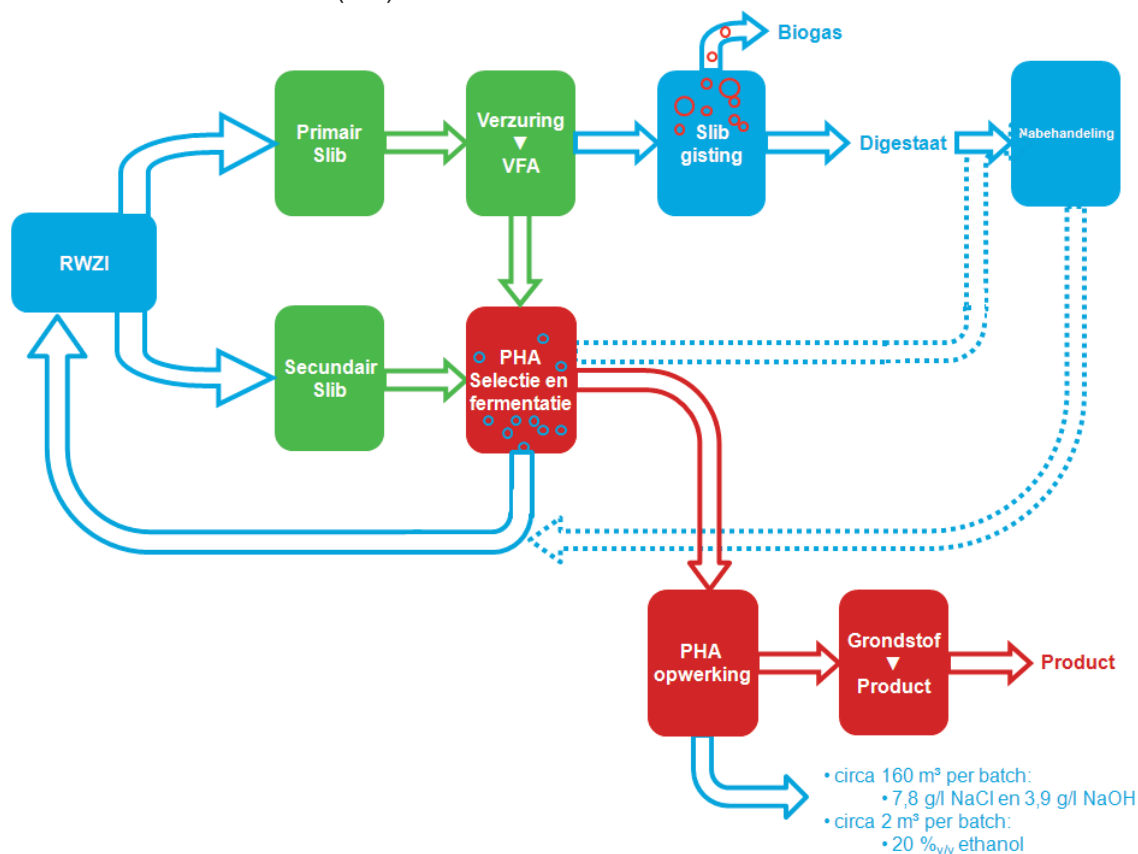 Biogas
Primair
Slib
Verzuring
▼
VFA
Slib
gisting
Digestaat
Nabehandeling
RWZI
Secundair
Slib
PHA
Selectie en
fermentatie
PHA
opwerking
Grondstof
▼
Product
Product
• circa 160 m³ per batch:
• 7,8 g/l NaCl en 3,9 g/l NaOH
• circa 2 m³ per batch:
• 20 %v/v ethanol